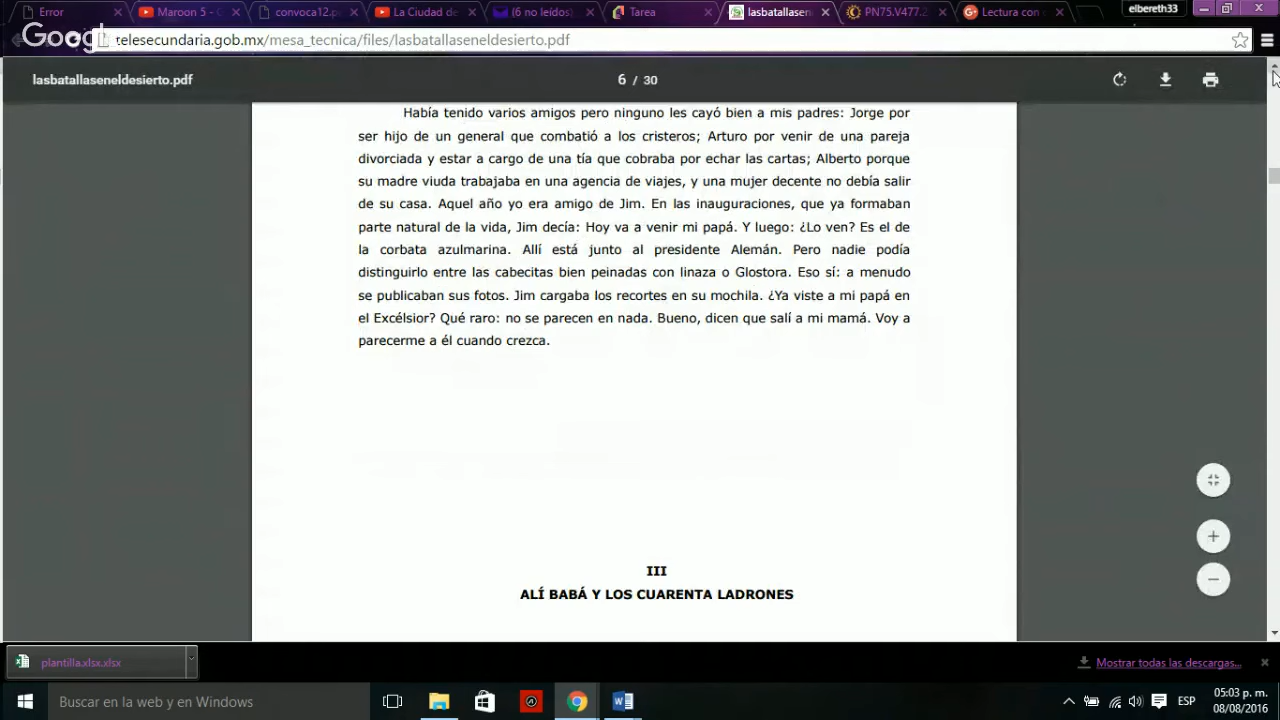 Error
Maroon 5 - C
convoca12.p
La Ciudad de
(6 no leídos)
Tarea
lasbatallasen
PN75.V477.2
Lectura con c
elbereth33
Goog
telesecundaria.gob.mx/mesa_tecnica/files/lasbatallaseneldesierto.pdf
lasbatallaseneldesierto.pdf
6 / 30
Había tenido varios amigos pero ninguno les cayó bien a mis padres: Jorge por
ser hijo de un general que combatió a los cristeros; Arturo por venir de una pareja
divorciada y estar a cargo de una tía que cobraba por echar las cartas; Alberto porque
su madre viuda trabajaba en una agencia de viajes, y una mujer decente no debía salir
de su casa. Aquel año yo era amigo de Jim. En las inauguraciones, que ya formaban
parte natural de la vida, Jim decía: Hoy va a venir mi papá. Y luego: ¿Lo ven? Es el de
la corbata azulmarina. Allí está junto al presidente Alemán. Pero nadie podía
distinguirlo entre las cabecitas bien peinadas con linaza o Glostora. Eso sí: a menudo
se publicaban sus fotos. Jim cargaba los recortes en su mochila. ¿Ya viste a mi papá en
el Excélsior? Qué raro: no se parecen en nada. Bueno, dicen que salí a mi mamá. Voy a
parecerme a él cuando crezca.
III
ALÍ BABÁ Y LOS CUARENTA LADRONES
plantilla.xlsx.xlsx
Mostrar todas las descargas...
Buscar en la web y en Windows
ESP
05:03 p. m.
08/08/2016